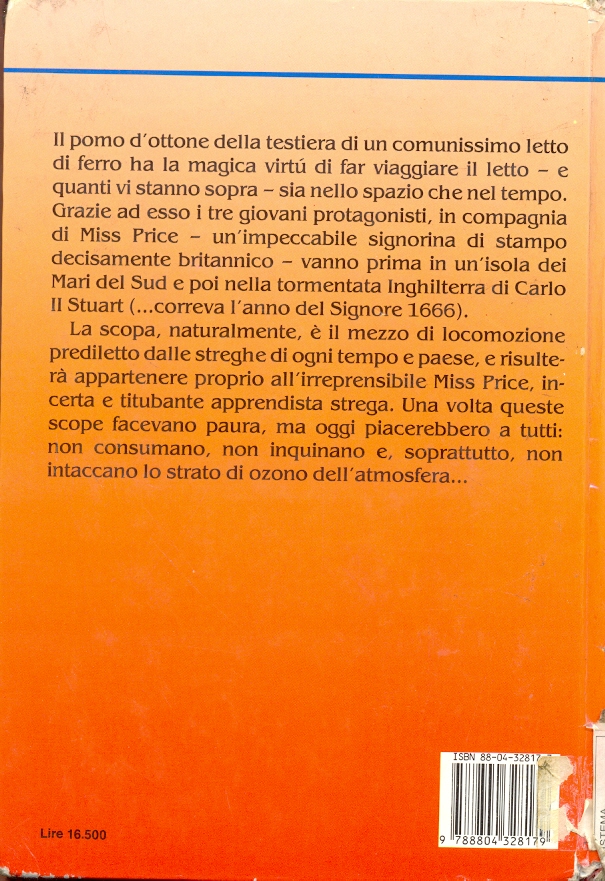 Il pomo d'ottone della testiera di un comunissimo letto
di ferro ha la magica virtú di far viaggiare il letto – e
quanti vi stanno sopra – sia nello spazio che nel tempo.
Grazie ad esso i tre giovani protagonisti, in compagnia
di Miss Price – un'impeccabile signorina di stampo
decisamente britannico – vanno prima in un'isola dei
Mari del Sud e poi nella tormentata Inghilterra di Carlo
II Stuart (...correva l'anno del Signore 1666).
La scopa, naturalmente, è il mezzo di locomozione
prediletto dalle streghe di ogni tempo e paese, e risulte-
rà appartenere proprio all'irreprensibile Miss Price, in-
certa e titubante apprendista strega. Una volta queste
scope facevano paura, ma oggi piacerebbero a tutti:
non consumano, non inquinano e, soprattutto, non
intaccano lo strato di ozono dell'atmosfera...
ISBN 88-04-32817
9 788804 328179
Lire 16.500